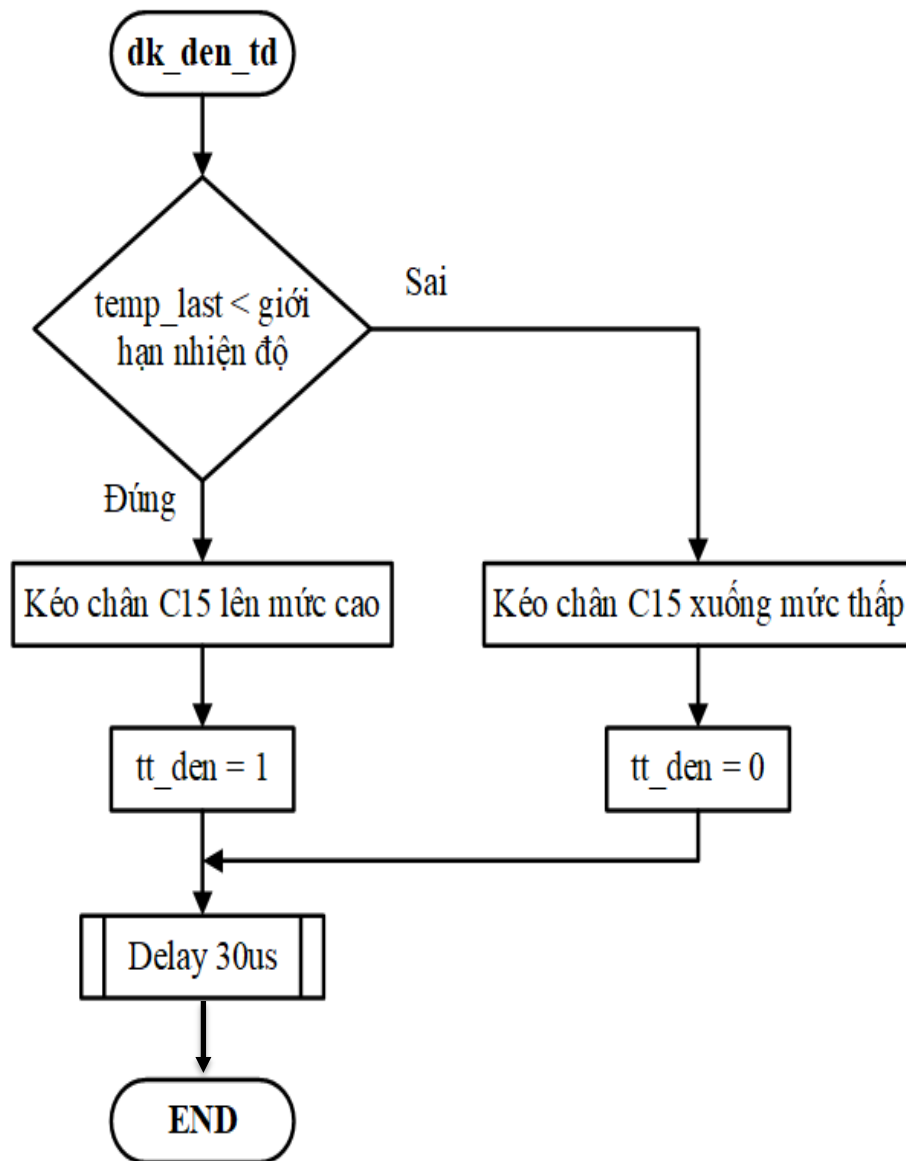 dk_den_td
temp_last < giới
hạn nhiện độ
Sai
Đúng
Kéo chân C15 lên mức cao
Kéo chân C15 xuống mức thấp
tt_den = 1
tt_den = 0
Delay 30us
END